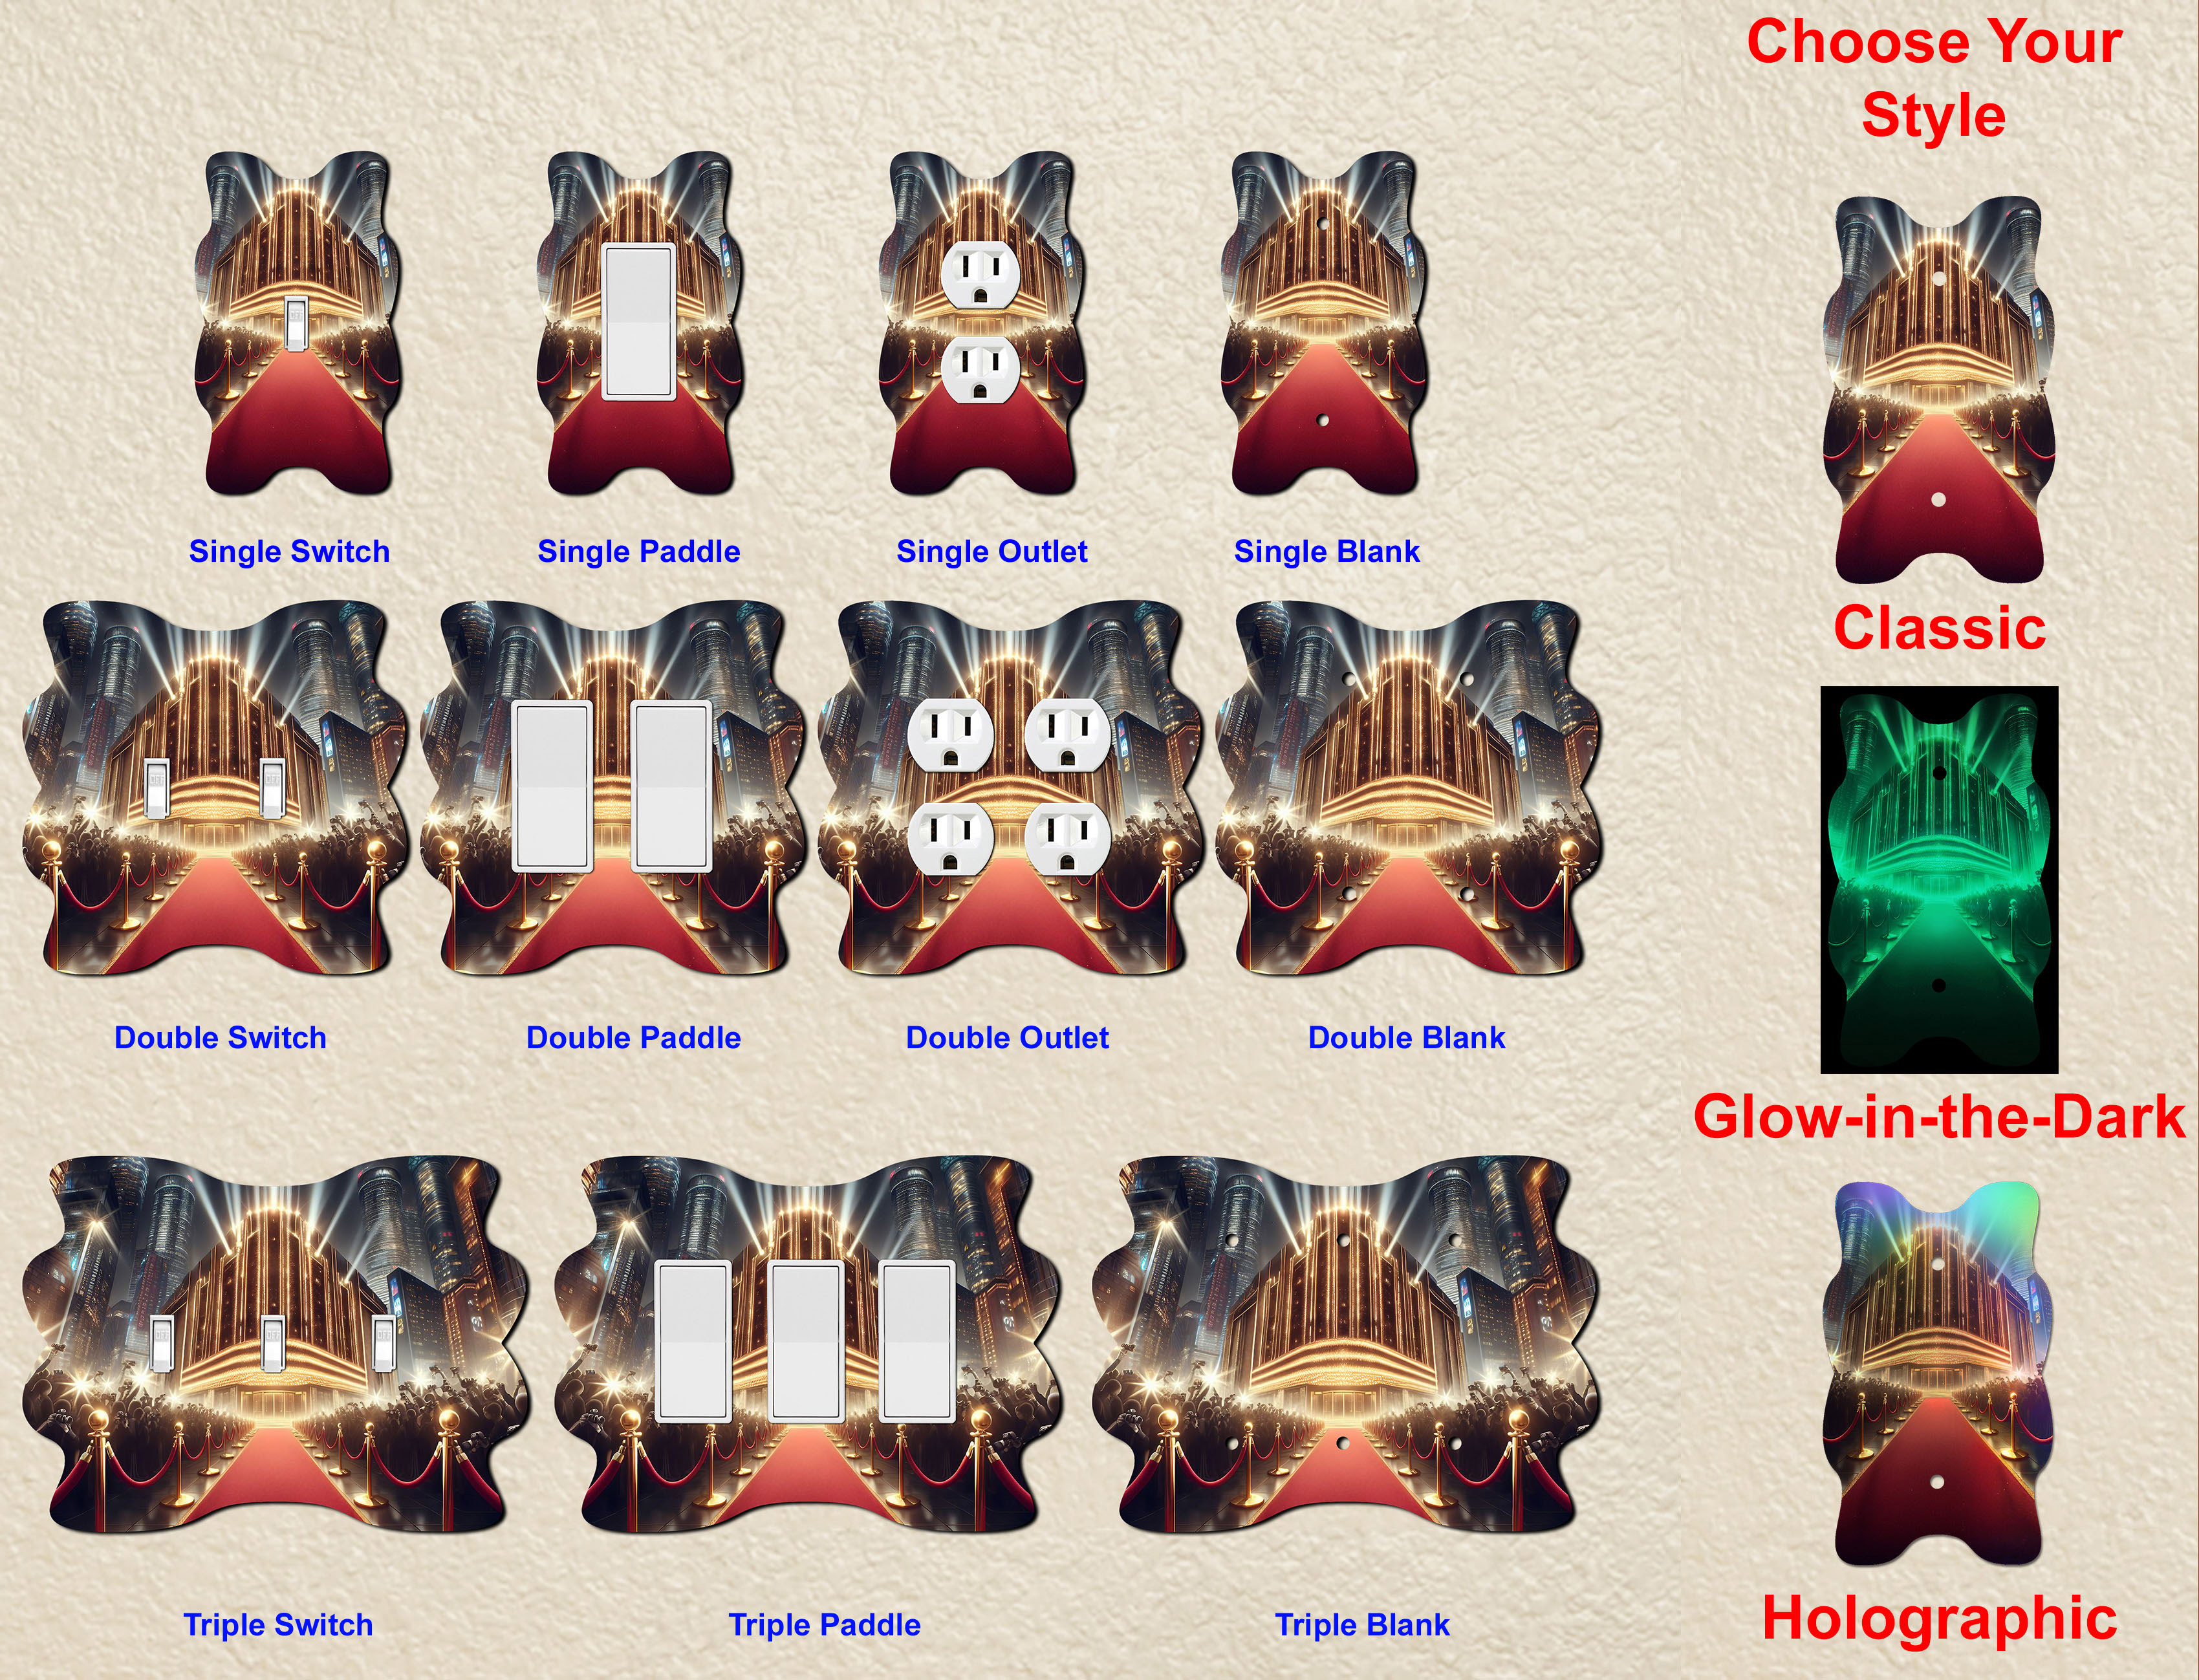 Choose Your
Style
Single Switch
Single Paddle
Single Outlet
Single Blank
Classic
Double Switch
Double Paddle
Double Outlet
Double Blank
Glow-in-the-Dark
Triple Switch
Triple Paddle
Triple Blank
Holographic